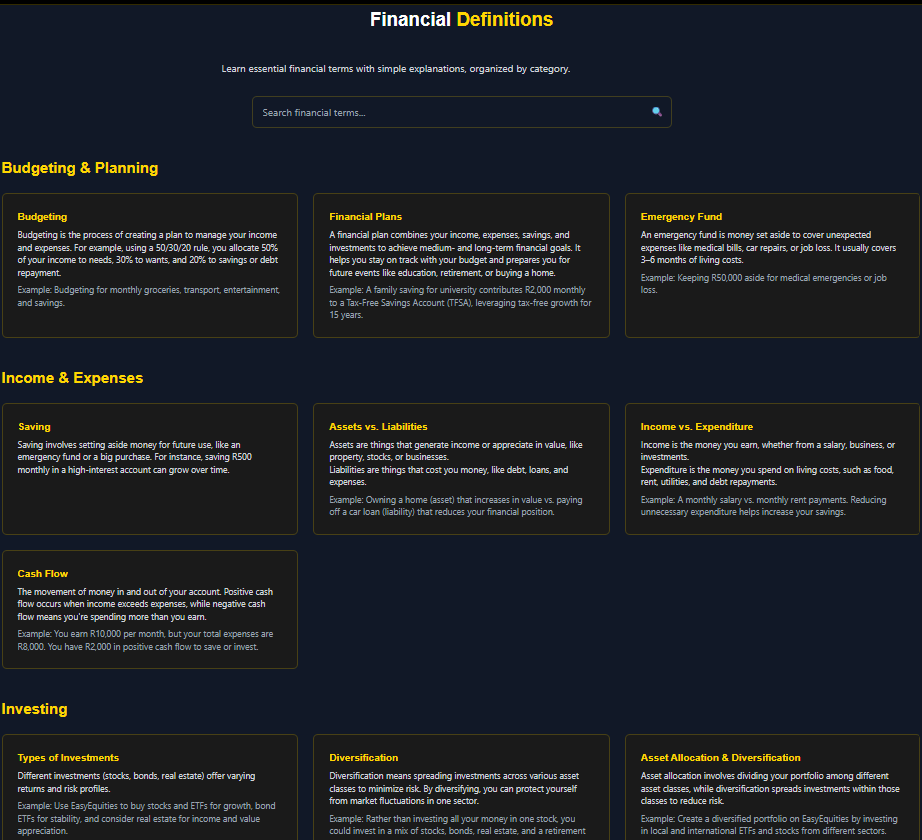 Financial Definitions
Learn essential financial terms with simple explanations, organized by category.
Search financial terms...
Budgeting & Planning
Budgeting
Budgeting is the process of creating a plan to manage your income
and expenses. For example, using a 50/30/20 rule, you allocate 50%
of your income to needs, 30% to wants, and 20% to savings or debt
repayment.
Example: Budgeting for monthly groceries, transport, entertainment,
and savings.
Financial Plans
A financial plan combines your income, expenses, savings, and
investments to achieve medium- and long-term financial goals. It
helps you stay on track with your budget and prepares you for
future events like education, retirement, or buying a home.
Example: A family saving for university contributes R2,000 monthly
to a Tax-Free Savings Account (TFSA), leveraging tax-free growth for
15 years.
Emergency Fund
An emergency fund is money set aside to cover unexpected
expenses like medical bills, car repairs, or job loss. It usually covers
3–6 months of living costs.
Example: Keeping R50,000 aside for medical emergencies or job
loss.
Income & Expenses
Saving
Saving involves setting aside money for future use, like an
emergency fund or a big purchase. For instance, saving R500
monthly in a high-interest account can grow over time.
Assets vs. Liabilities
Assets are things that generate income or appreciate in value, like
property, stocks, or businesses.
Liabilities are things that cost you money, like debt, loans, and
expenses.
Example: Owning a home (asset) that increases in value vs. paying
off a car loan (liability) that reduces your financial position.
Income vs. Expenditure
Income is the money you earn, whether from a salary, business, or
investments.
Expenditure is the money you spend on living costs, such as food,
rent, utilities, and debt repayments.
Example: A monthly salary vs. monthly rent payments. Reducing
unnecessary expenditure helps increase your savings.
Cash Flow
The movement of money in and out of your account. Positive cash
flow occurs when income exceeds expenses, while negative cash
flow means you're spending more than you earn.
Example: You earn R10,000 per month, but your total expenses are
R8,000. You have R2,000 in positive cash flow to save or invest.
Investing
Types of Investments
Different investments (stocks, bonds, real estate) offer varying
returns and risk profiles.
Example: Use EasyEquities to buy stocks and ETFs for growth, bond
ETFs for stability, and consider real estate for income and value
appreciation.
Diversification
Diversification means spreading investments across various asset
classes to minimize risk. By diversifying, you can protect yourself
from market fluctuations in one sector.
Example: Rather than investing all your money in one stock, you
could invest in a mix of stocks, bonds, real estate, and a retirement
Asset Allocation & Diversification
Asset allocation involves dividing your portfolio among different
asset classes, while diversification spreads investments within those
classes to reduce risk.
Example: Create a diversified portfolio on EasyEquities by investing
in local and international ETFs and stocks from different sectors.